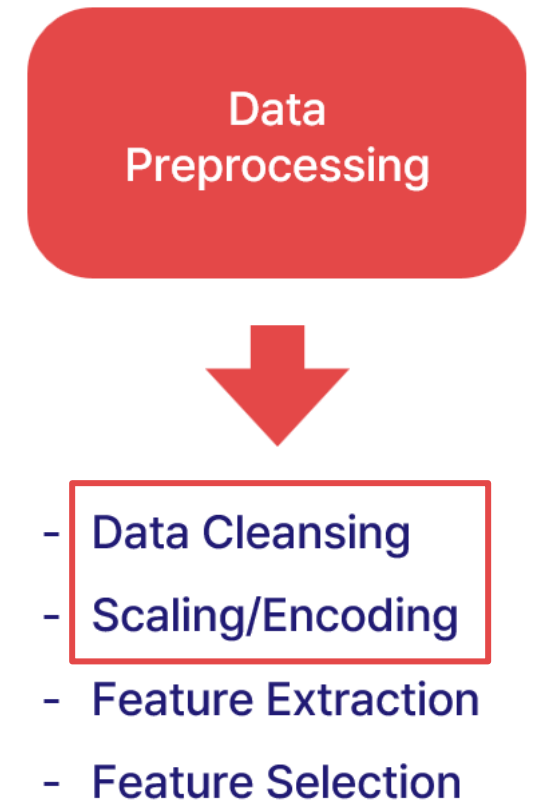 Data
Preprocessing
- Data Cleansing
- Scaling/Encoding
- Feature Extraction
- Feature Selection